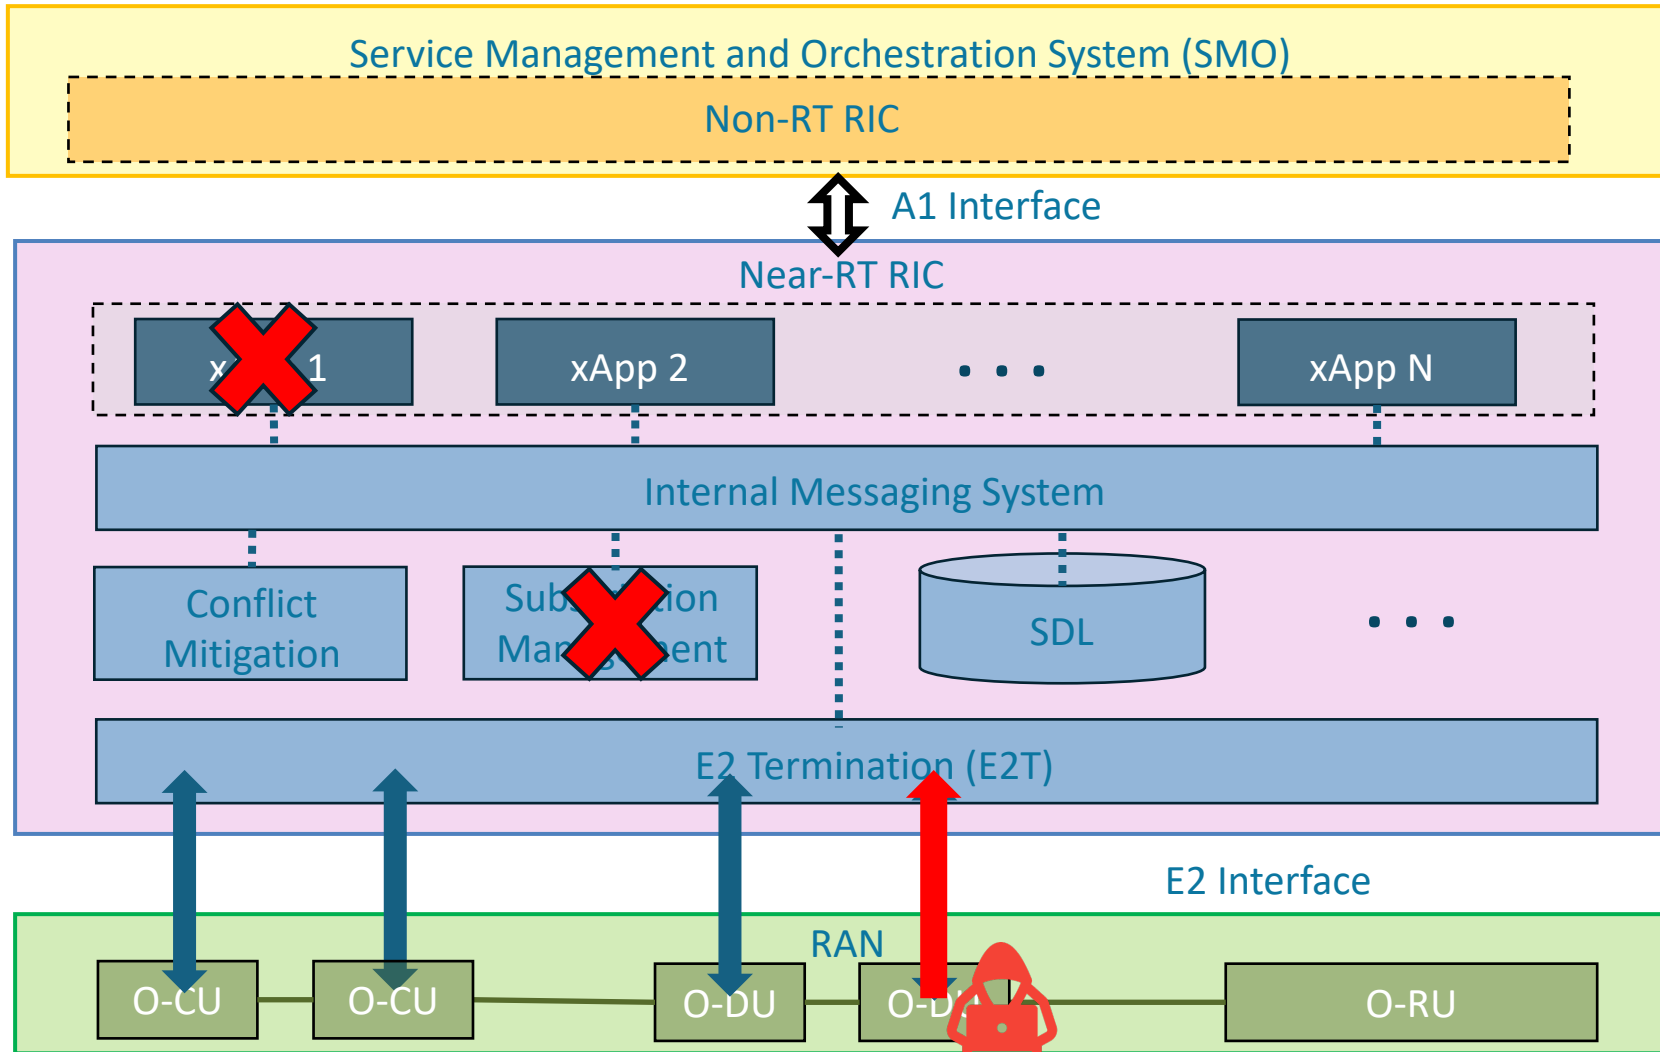 Service Management and Orchestration System (SMO)
Non-RT RIC
A1 Interface
Near-RT RIC
xApp 2
. . .
xApp N
Internal Messaging System
Conflict
Mitigation
SDL
. . .
E2 Termination (E2T)
E2 Interface
RAN
O-CU
O-CU
O-DU
O-RU